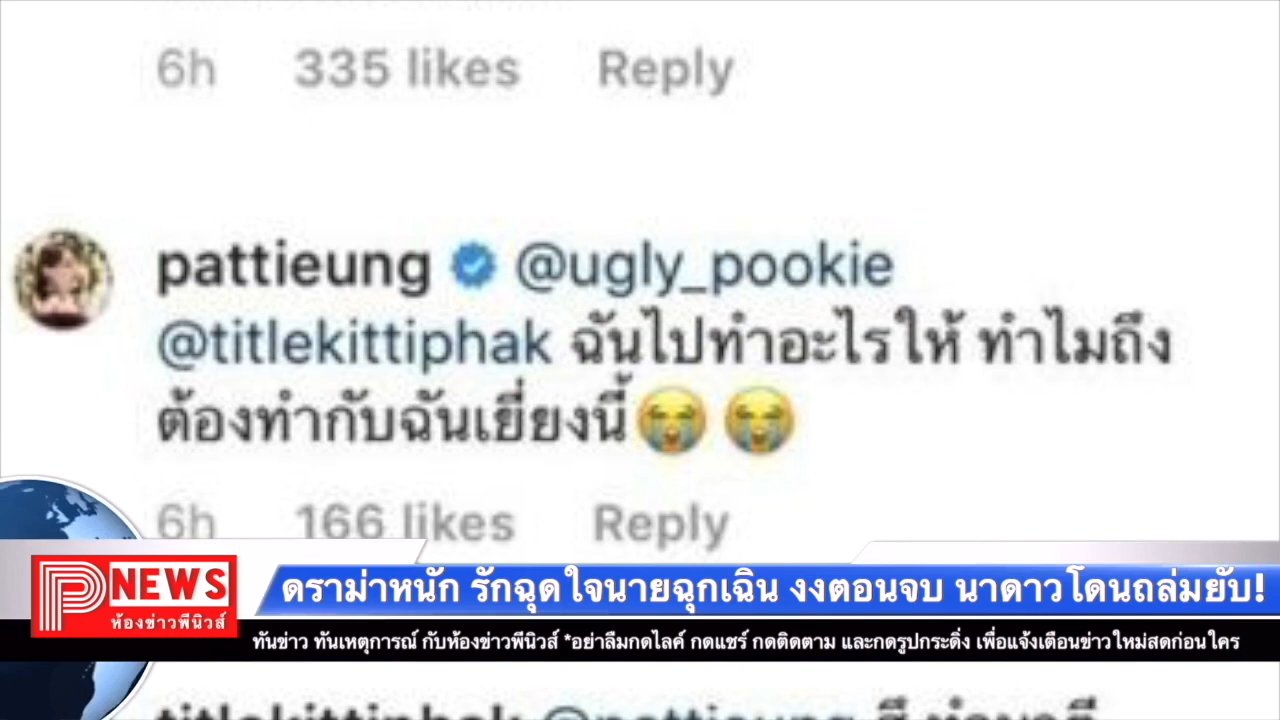 6h 335 likes Reply
pattieung @ugly_pookie
@titlekittiphak ฉันไปทำอะไรให้ ทำไมถึง
ต้องทำกับฉันเยี่ยงนี้😭😭
6h 166 likes Reply
P NEWS
ห้องข่าวพีนิวส์
ดราม่าหนัก รักฉุดใจนายฉุกเฉิน งงตอนจบ นาดาวโดนถล่มยับ!
ทันข่าว ทันเหตุการณ์ กับห้องข่าวพีนิวส์ *อย่าลืมกดไลค์ กดแชร์ กดติดตาม และกดรูปกระดิ่ง เพื่อแจ้งเตือนข่าวใหม่สดก่อนใคร
titlekittiphak @pattieung